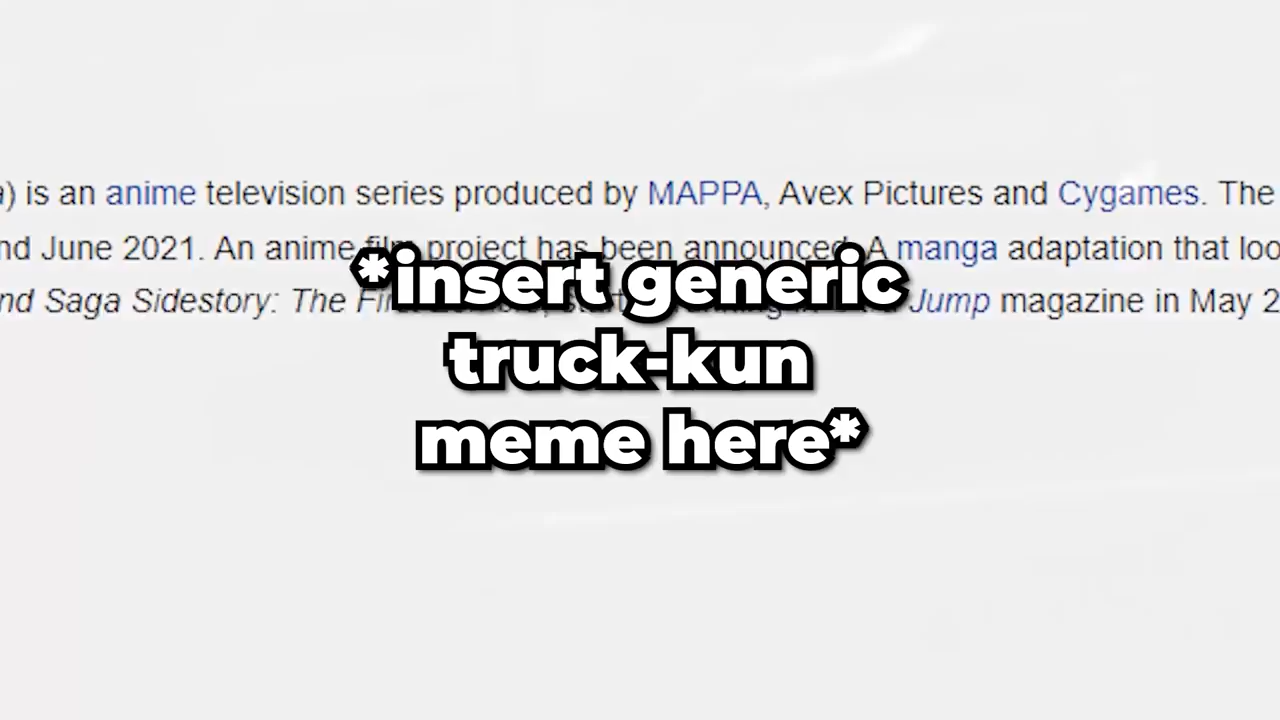 ) is an anime television series produced by MAPPA, Avex Pictures and Cygames. The
nd June 2021. An anime film project has been announced. A manga adaptation that loo
nd Saga Sidestory: The First Jump magazine in May 2
*insert generic
truck-kun
meme here*